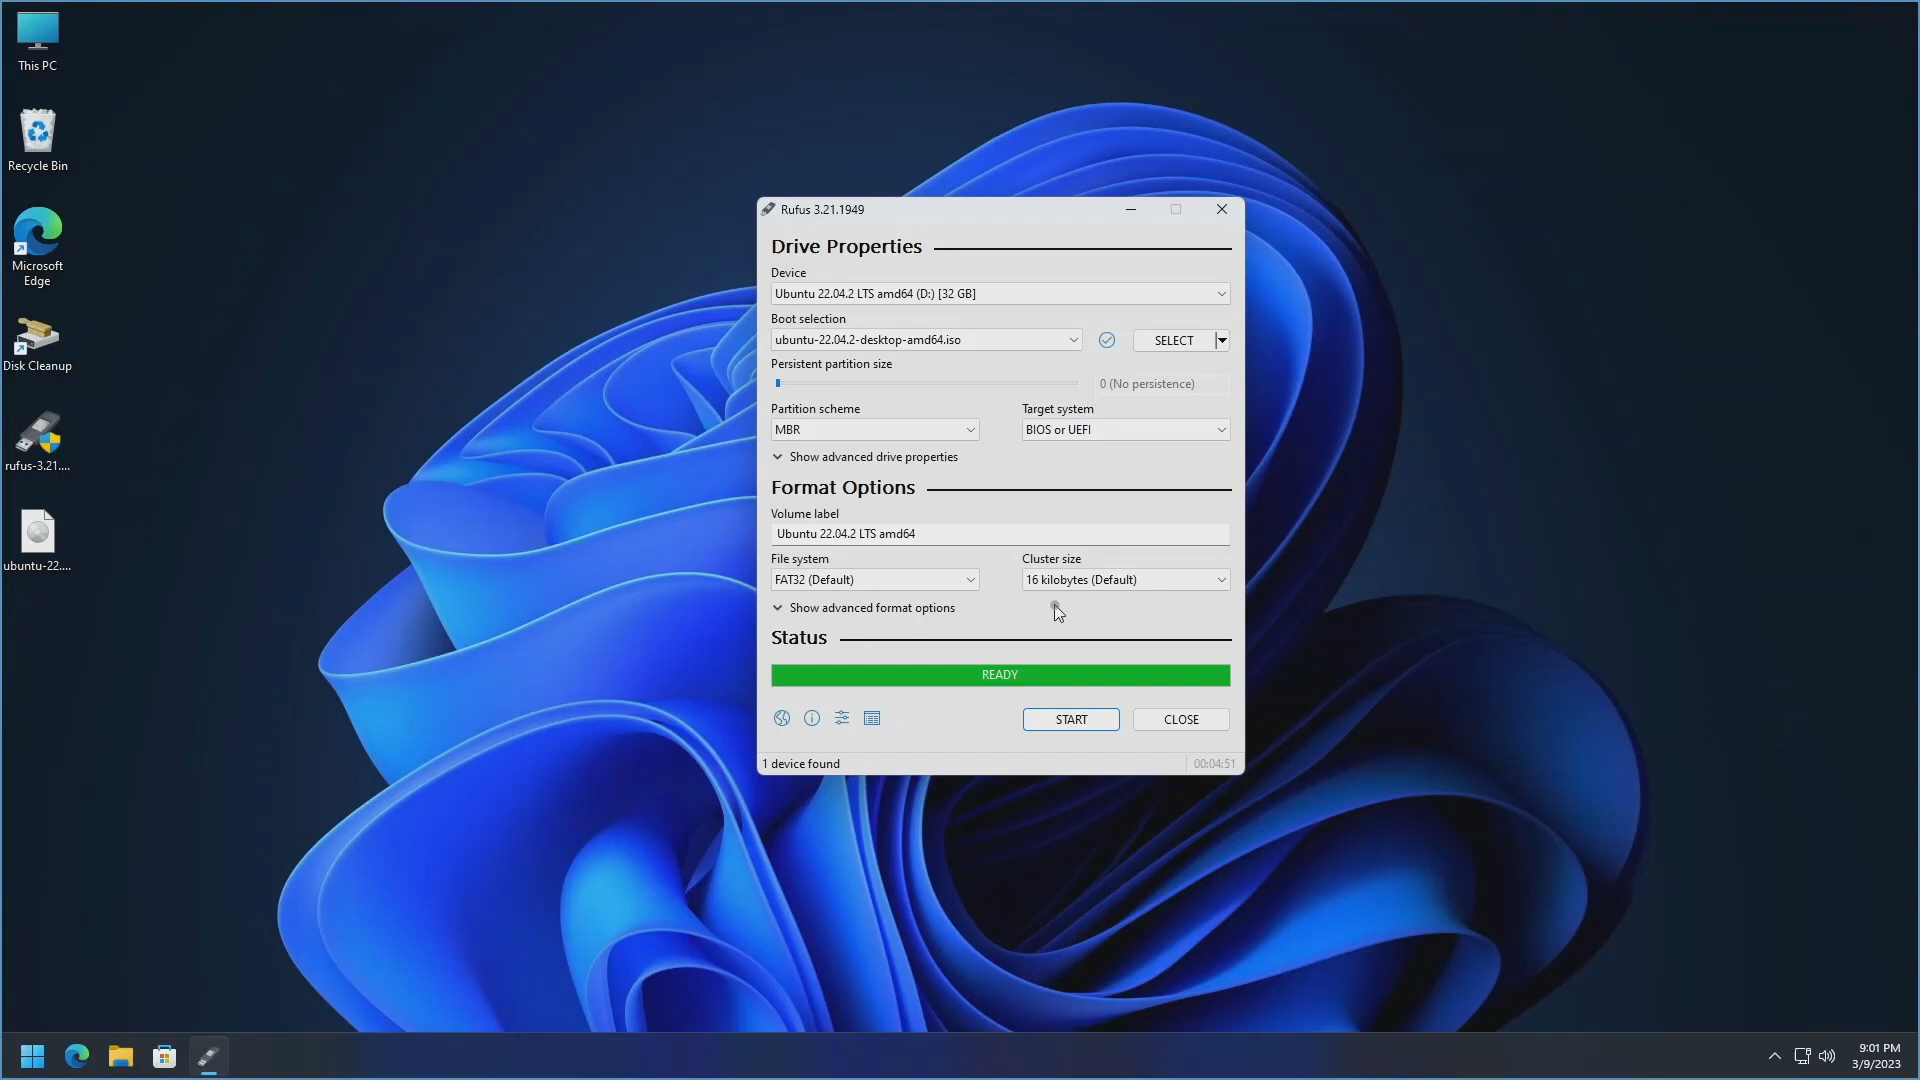 This PC
Recycle Bin
Microsoft
Edge
Disk Cleanup
rufus-3.21....
ubuntu-22....
Rufus 3.21.1949
Drive Properties
Device
Ubuntu 22.04.2 LTS amd64 (D:) [32 GB]
Boot selection
ubuntu-22.04.2-desktop-amd64.iso
SELECT
Persistent partition size
0 (No persistence)
Partition scheme
Target system
MBR
BIOS or UEFI
Show advanced drive properties
Format Options
Volume label
Ubuntu 22.04.2 LTS amd64
File system
Cluster size
FAT32 (Default)
16 kilobytes (Default)
Show advanced format options
Status
READY
START
CLOSE
1 device found
00:04:51
9:01 PM
3/9/2023